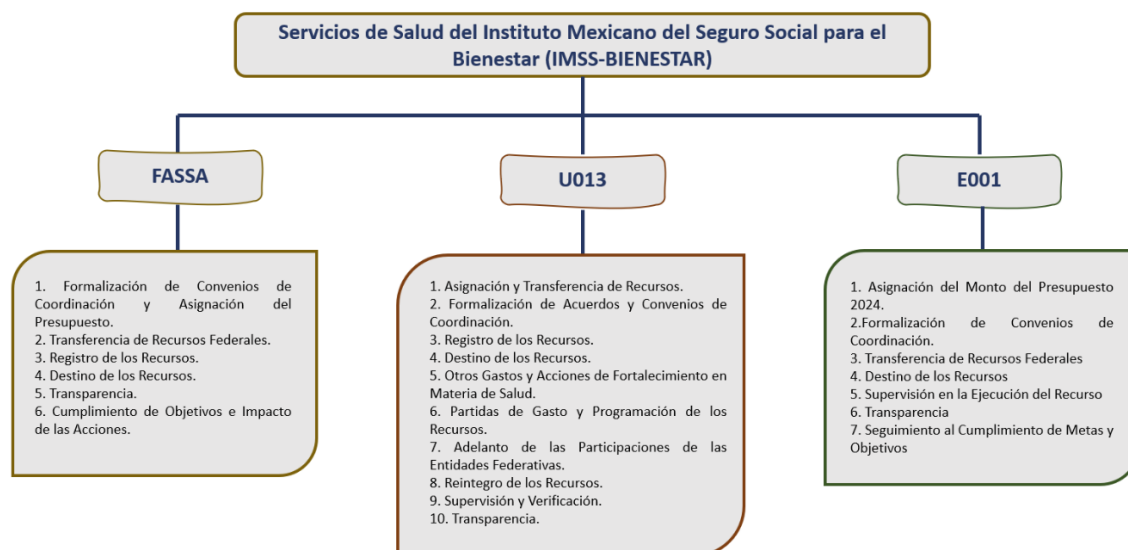 Servicios de Salud del Instituto Mexicano del Seguro Social para el
Bienestar (IMSS-BIENESTAR)
FASSA
1. Formalización de Convenios de
Coordinación y Asignación del
Presupuesto.
2. Transferencia de Recursos Federales.
3. Registro de los Recursos.
4. Destino de los Recursos.
5. Transparencia.
6. Cumplimiento de Objetivos e Impacto
de las Acciones.
U013
1. Asignación y Transferencia de Recursos.
2. Formalización de Acuerdos y Convenios de
Coordinación.
3. Registro de los Recursos.
4. Destino de los Recursos.
5. Otros Gastos y Acciones de Fortalecimiento en
Materia de Salud.
6. Partidas de Gasto y Programación de los
Recursos.
7. Adelanto de las Participaciones de las
Entidades Federativas.
8. Reintegro de los Recursos.
9. Supervisión y Verificación.
10. Transparencia.
E001
1. Asignación del Monto del Presupuesto
2024.
2.Formalización de Convenios de
Coordinación.
3. Transferencia de Recursos Federales
4. Destino de los Recursos
5. Supervisión en la Ejecución del Recurso
6. Transparencia
7. Seguimiento al Cumplimiento de Metas y
Objetivos